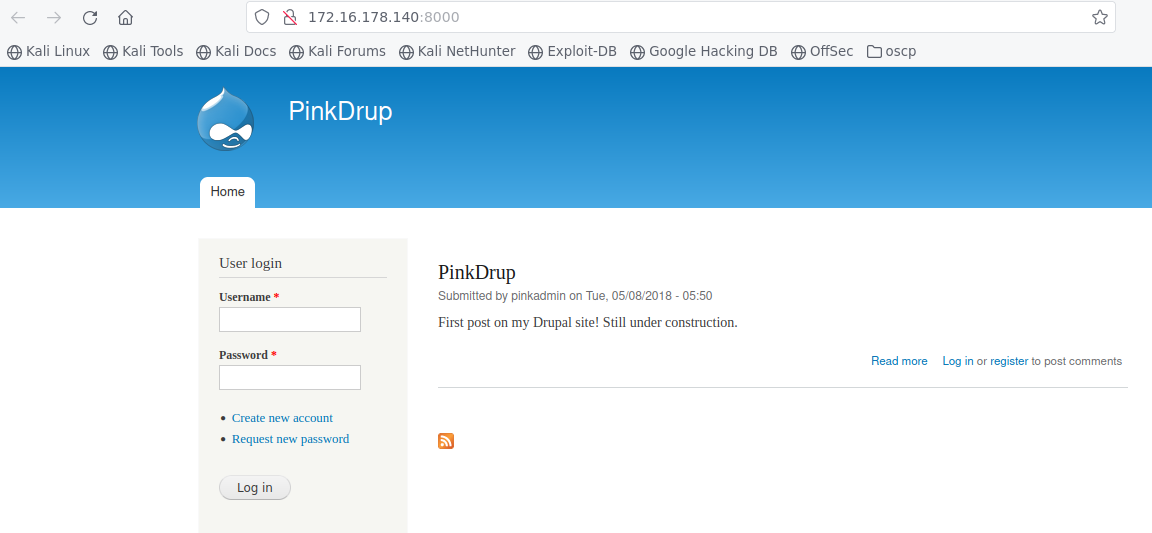 172.16.178.140:8000
Kali Linux Kali Tools Kali Docs Kali Forums Kali NetHunter Exploit-DB Google Hacking DB OffSec oscp
PinkDrup
Home
User login
Username *
Password *
Create new account
Request new password
Log in
PinkDrup
Submitted by pinkadmin on Tue, 05/08/2018 - 05:50
First post on my Drupal site! Still under construction.
Read more Log in or register to post comments